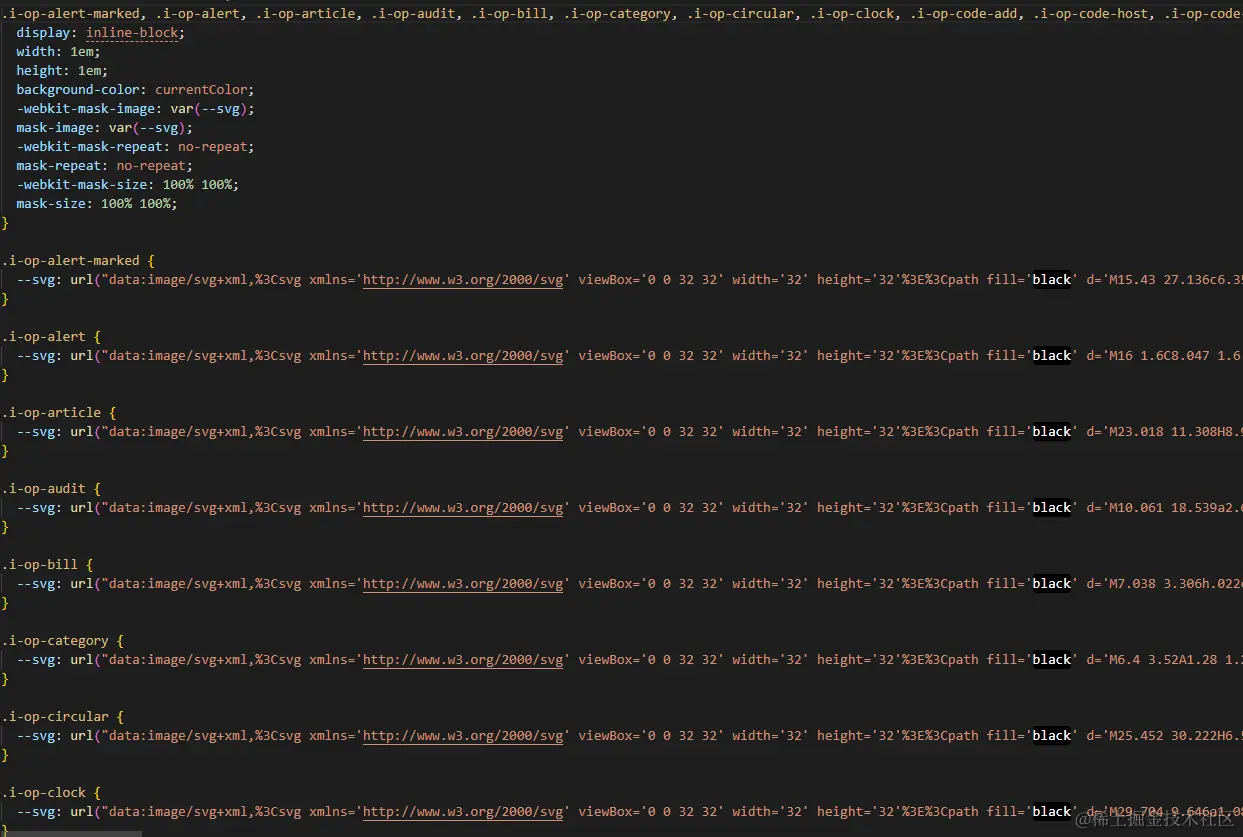 .i-op-alert-marked, .i-op-alert, .i-op-article, .i-op-audit, .i-op-bill, .i-op-category, .i-op-circular, .i-op-clock, .i-op-code-add, .i-op-code-host, .i-op-code
display: inline-block;
width: 1em;
height: 1em;
background-color: currentColor;
-webkit-mask-image: var(--svg);
mask-image: var(--svg);
-webkit-mask-repeat: no-repeat;
mask-repeat: no-repeat;
-webkit-mask-size: 100% 100%;
mask-size: 100% 100%;
}
.i-op-alert-marked {
--svg: url("data:image/svg+xml,%3Csvg xmlns='http://www.w3.org/2000/svg' viewBox='0 0 32 32' width='32' height='32'%3E%3Cpath fill='black' d='M15.43 27.136c6.35
}
.i-op-alert {
--svg: url("data:image/svg+xml,%3Csvg xmlns='http://www.w3.org/2000/svg' viewBox='0 0 32 32' width='32' height='32'%3E%3Cpath fill='black' d='M16 1.6C8.047 1.6
}
.i-op-article {
--svg: url("data:image/svg+xml,%3Csvg xmlns='http://www.w3.org/2000/svg' viewBox='0 0 32 32' width='32' height='32'%3E%3Cpath fill='black' d='M23.018 11.308H8.9
}
.i-op-audit {
--svg: url("data:image/svg+xml,%3Csvg xmlns='http://www.w3.org/2000/svg' viewBox='0 0 32 32' width='32' height='32'%3E%3Cpath fill='black' d='M10.061 18.539a2.6
}
.i-op-bill {
--svg: url("data:image/svg+xml,%3Csvg xmlns='http://www.w3.org/2000/svg' viewBox='0 0 32 32' width='32' height='32'%3E%3Cpath fill='black' d='M7.038 3.306h.022c
}
.i-op-category {
--svg: url("data:image/svg+xml,%3Csvg xmlns='http://www.w3.org/2000/svg' viewBox='0 0 32 32' width='32' height='32'%3E%3Cpath fill='black' d='M6.4 3.52A1.28 1.2
}
.i-op-circular {
--svg: url("data:image/svg+xml,%3Csvg xmlns='http://www.w3.org/2000/svg' viewBox='0 0 32 32' width='32' height='32'%3E%3Cpath fill='black' d='M25.452 30.222H6.5
}
.i-op-clock {
--svg: url("data:image/svg+xml,%3Csvg xmlns='http://www.w3.org/2000/svg' viewBox='0 0 32 32' width='32' height='32'%3E%3Cpath fill='black' d='M29.704 9.646a1.08
}
@稀土掘金技术社区